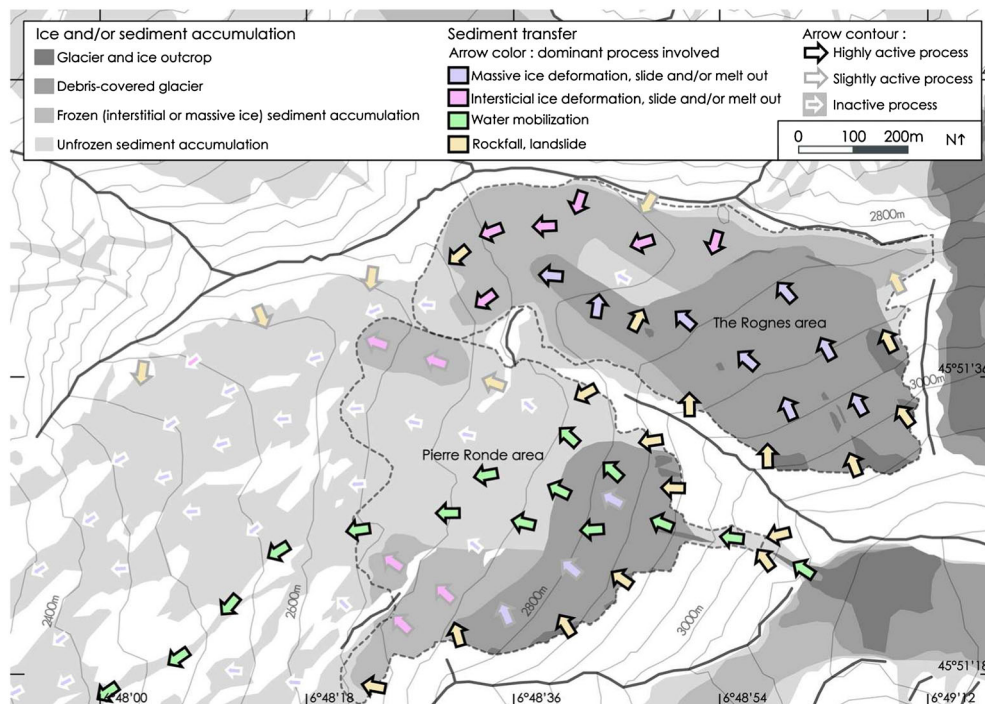 Ice and/or sediment accumulation
Glacier and ice outcrop
Debris-covered glacier
Frozen (interstitial or massive ice) sediment accumulation
Unfrozen sediment accumulation
Sediment transfer
Arrow color : dominant process involved
Massive ice deformation, slide and/or melt out
Intersticial ice deformation, slide and/or melt out
Water mobilization
Rockfall, landslide
Arrow contour :
Highly active process
Slightly active process
Inactive process
0 100 200m N↑
2800m
The Rognes area
45°51'36
3000m
Pierre Ronde area
2400m
2600m
2800m
3000m
45°51'18
6°48'00 6°48'18 6°48'36 6°48'54 6°49'12